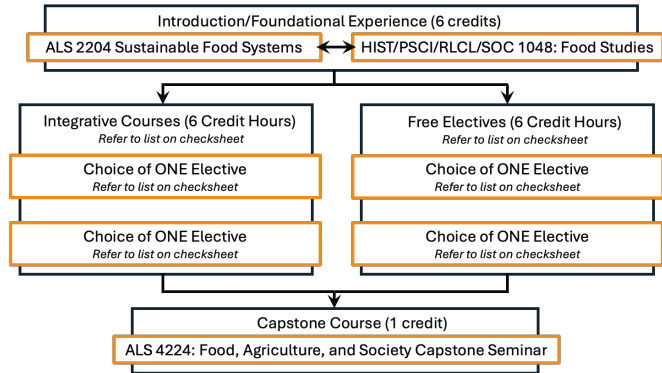 Introduction/Foundational Experience (6 credits)
ALS 2204 Sustainable Food Systems
HIST/PSCI/RLCL/SOC 1048: Food Studies
Integrative Courses (6 Credit Hours)
Refer to list on checksheet
Choice of ONE Elective
Refer to list on checksheet
Choice of ONE Elective
Refer to list on checksheet
Free Electives (6 Credit Hours)
Refer to list on checksheet
Choice of ONE Elective
Refer to list on checksheet
Choice of ONE Elective
Refer to list on checksheet
Capstone Course (1 credit)
ALS 4224: Food, Agriculture, and Society Capstone Seminar